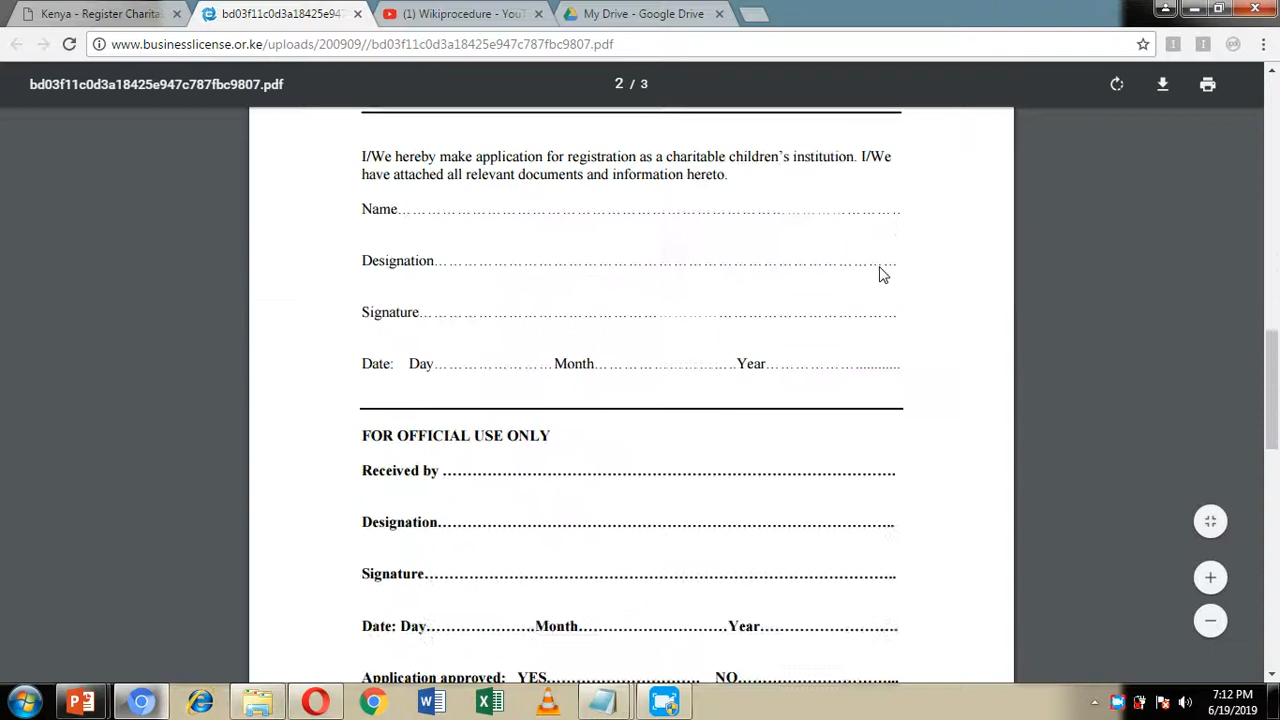 Kenya - Register Charita
bd03f11c0d3a18425e947
(1) Wikiprocedure - YouT
My Drive - Google Drive
www.businesslicense.or.ke/uploads/200909//bd03f11c0d3a18425e947c787fbc9807.pdf
bd03f11c0d3a18425e947c787fbc9807.pdf
2 / 3
I/We hereby make application for registration as a charitable children's institution. I/We
have attached all relevant documents and information hereto.
Name……………………………………………………………………………………..
Designation………………………………………………………………………………
Signature…………………………………………………………………………………
Date: Day……………………Month………………………..Year………………............
FOR OFFICIAL USE ONLY
Received by ……………………………………………………………………………….
Designation………………………………………………………………………………..
Signature…………………………………………………………………………………..
Date: Day………………….Month…………………………Year………………………..
Application approved: YES………………………… NO……………………………...
7:12 PM
6/19/2019